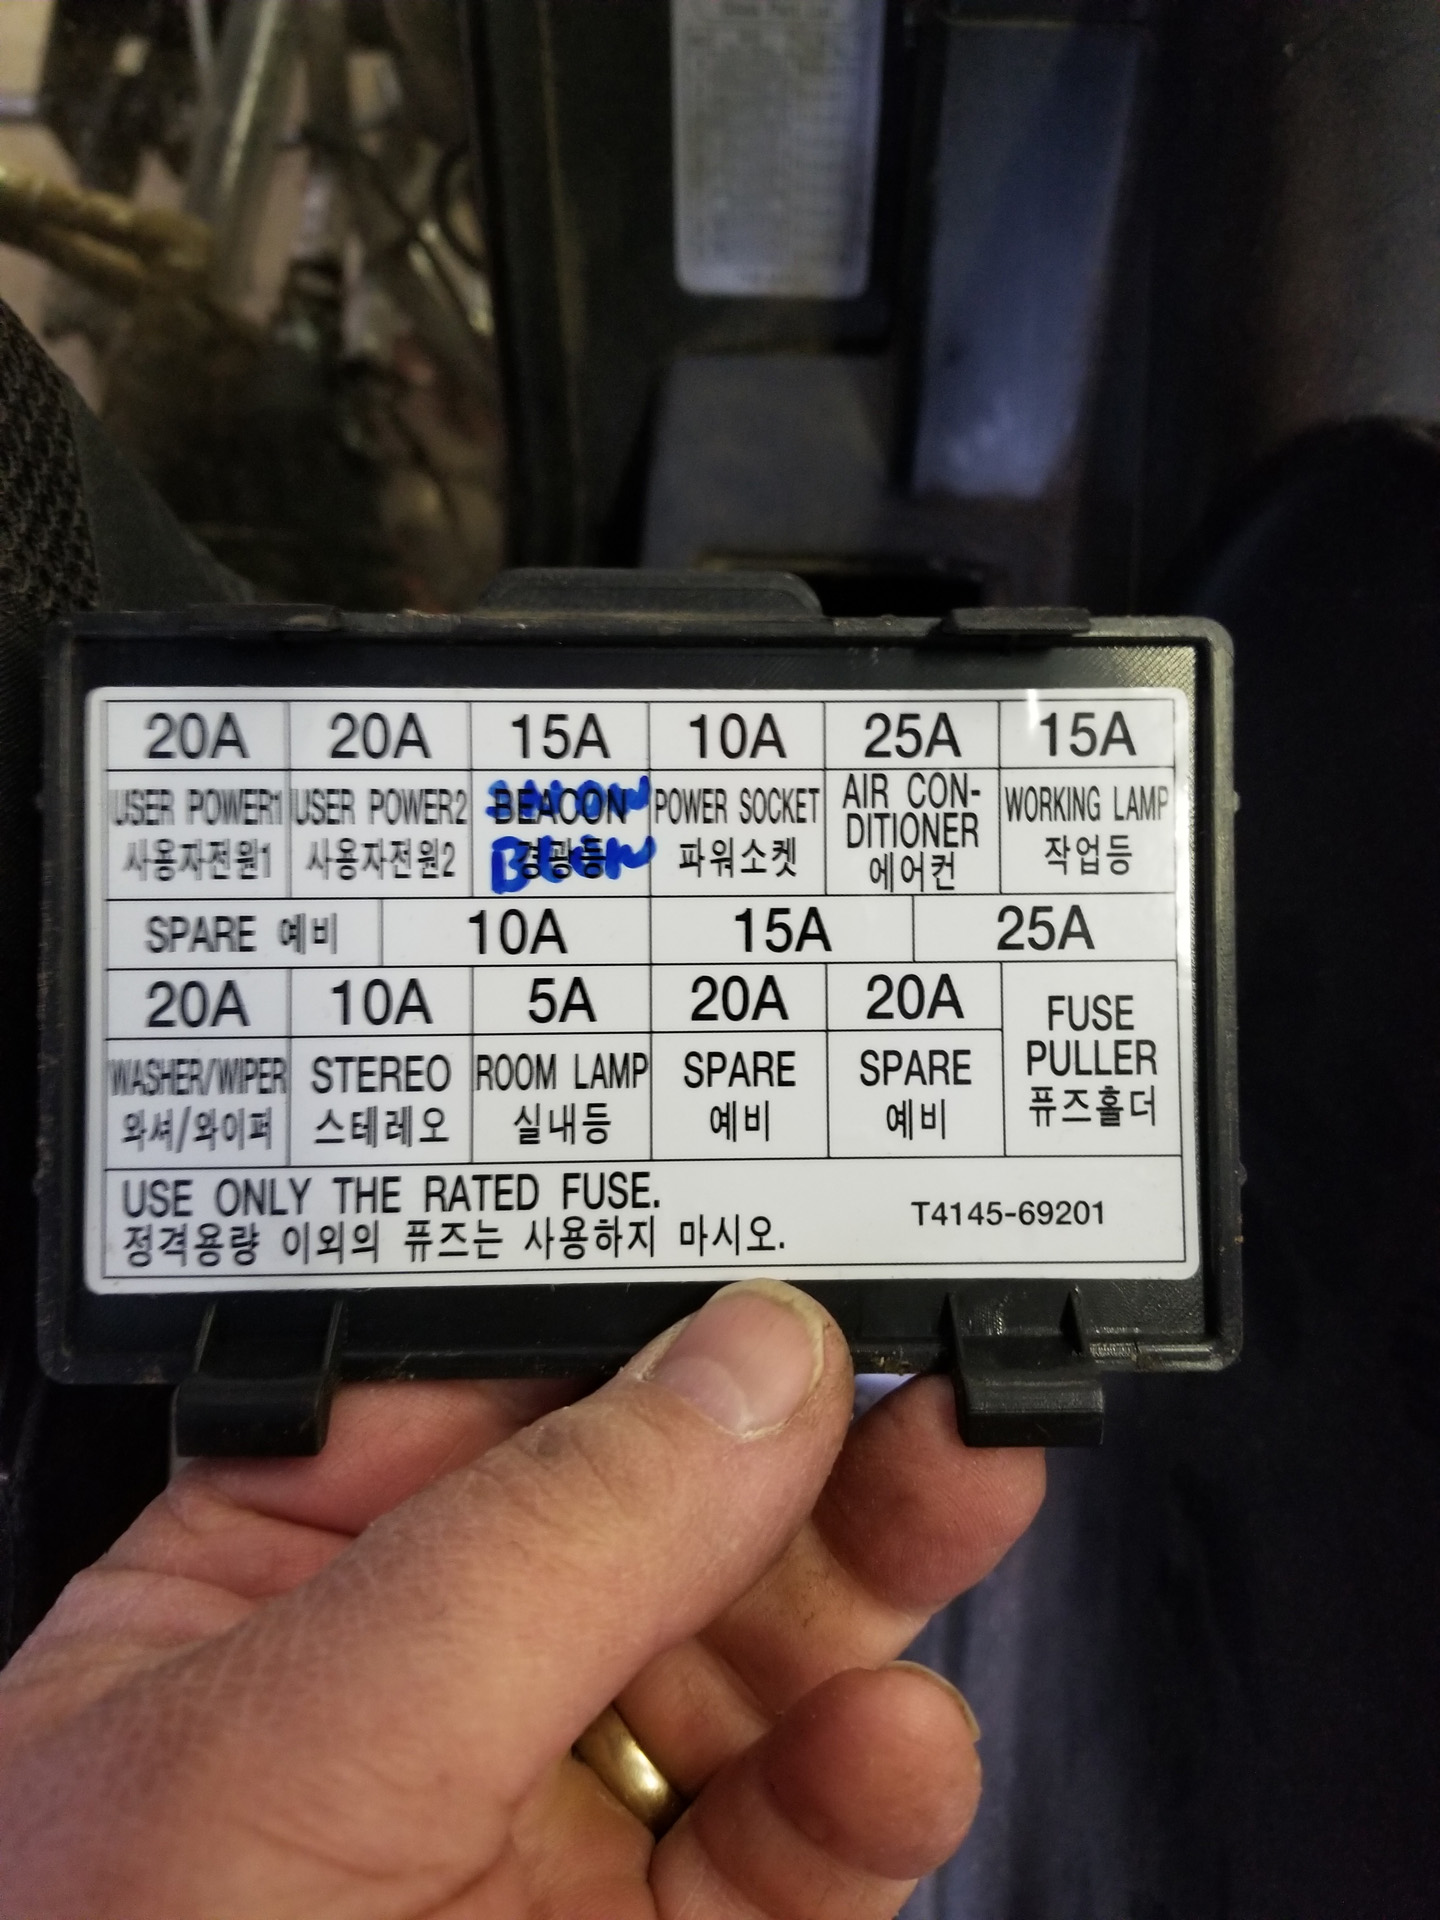 20A 20A 15A 10A 25A 15A
USER POWER1 USER POWER2 BEACON POWER SOCKET AIR CON-DITIONER WORKING LAMP
사용자전원1 사용자전원2 경광등 파워소켓 에어컨 작업등
SPARE 예비 10A 15A 25A
20A 10A 5A 20A 20A FUSE PULLER
WASHER/WIPER STEREO ROOM LAMP SPARE SPARE
와셔/와이퍼 스테레오 실내등 예비 예비 퓨즈홀더
USE ONLY THE RATED FUSE.
정격용량 이외의 퓨즈는 사용하지 마시오.
T4145-69201